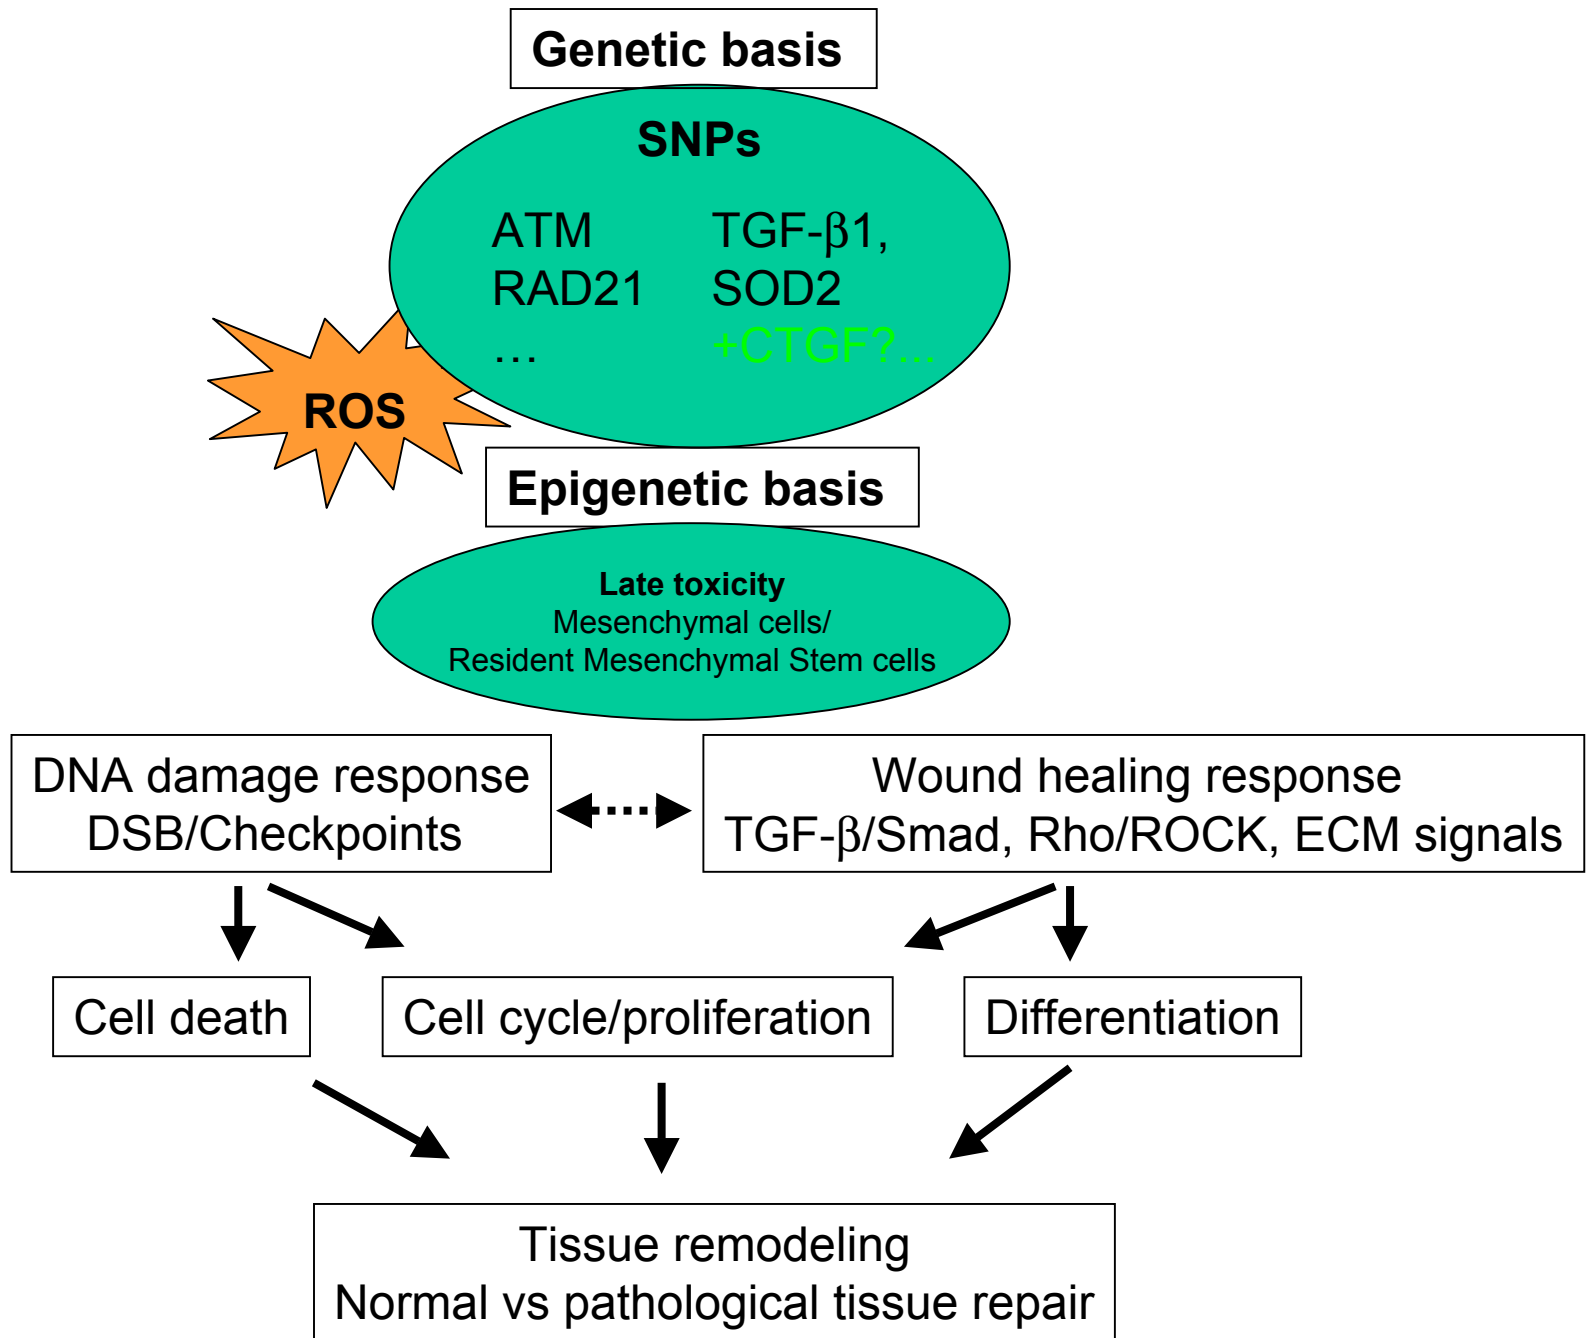 Genetic basis
SNPs
ATM TGF-β1,
RAD21 SOD2
… +CTGF?...
ROS
Epigenetic basis
Late toxicity
Mesenchymal cells/
Resident Mesenchymal Stem cells
DNA damage response
DSB/Checkpoints
Wound healing response
TGF-β/Smad, Rho/ROCK, ECM signals
Cell death
Cell cycle/proliferation
Differentiation
Tissue remodeling
Normal vs pathological tissue repair